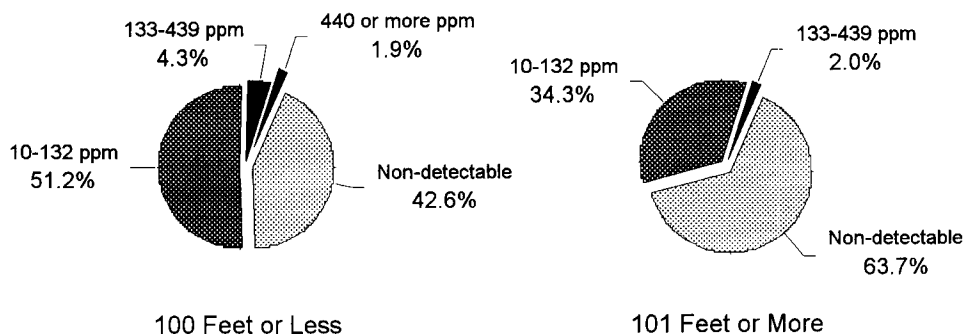 133-439 ppm
4.3%
440 or more ppm
1.9%
10-132 ppm
51.2%
Non-detectable
42.6%
100 Feet or Less
133-439 ppm
2.0%
10-132 ppm
34.3%
Non-detectable
63.7%
101 Feet or More